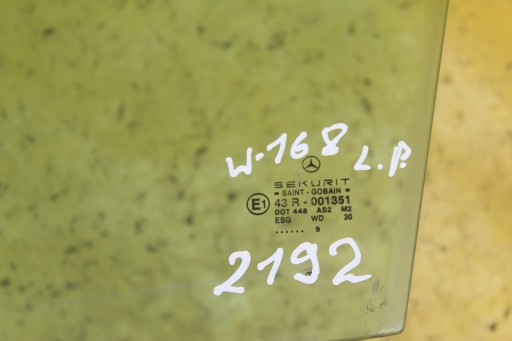 W-168 L.P.
SEKURIT
SAINT-GOBAIN
E1 43 R - 001351
DOT 448 AS2 M2
ESG WD 30
...... 9
2192